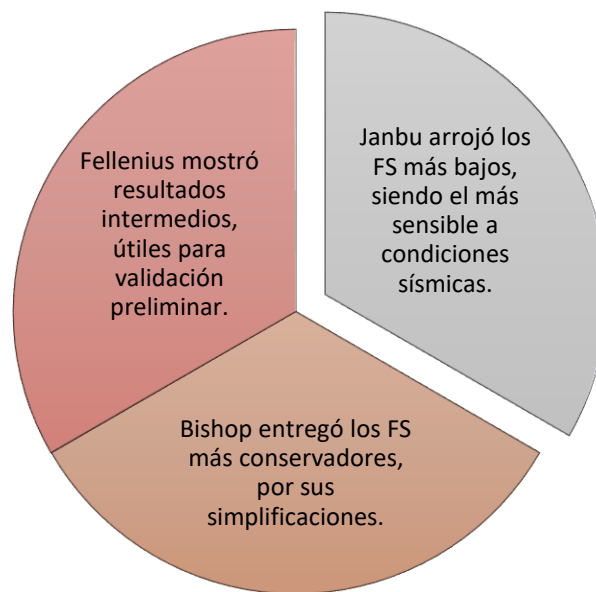 Fellenius mostró
resultados
intermedios,
útiles para
validación
preliminar.
Janbu arrojó los
FS más bajos,
siendo el más
sensible a
condiciones
sísmicas.
Bishop entregó los FS
más conservadores,
por sus
simplificaciones.